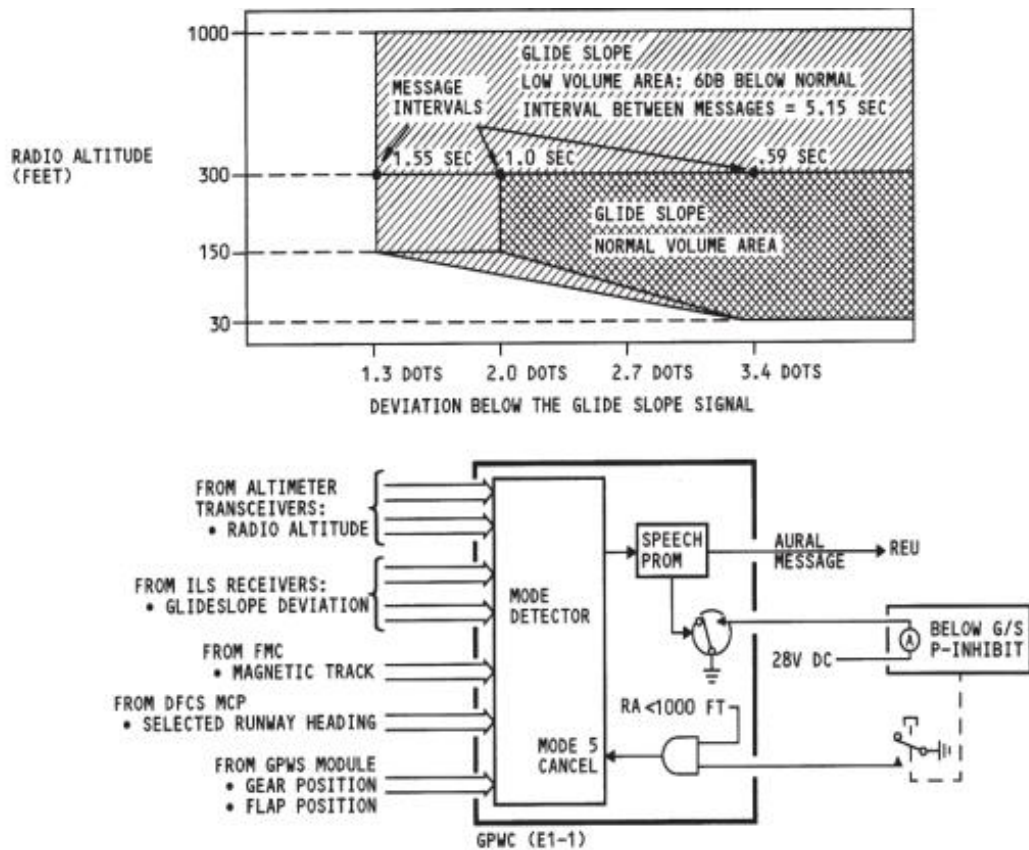 1000
GLIDE SLOPE
LOW VOLUME AREA: 6DB BELOW NORMAL
INTERVAL BETWEEN MESSAGES = 5.15 SEC
MESSAGE
INTERVALS
RADIO ALTITUDE
(FEET)
1.55 SEC
1.0 SEC
.59 SEC
300
GLIDE SLOPE
NORMAL VOLUME AREA
150
30
1.3 DOTS
2.0 DOTS
2.7 DOTS
3.4 DOTS
DEVIATION BELOW THE GLIDE SLOPE SIGNAL
FROM ALTIMETER
TRANSCEIVERS:
• RADIO ALTITUDE
FROM ILS RECEIVERS:
• GLIDESLOPE DEVIATION
FROM FMC
• MAGNETIC TRACK
FROM DFCS MCP
• SELECTED RUNWAY HEADING
FROM GPWS MODULE
• GEAR POSITION
• FLAP POSITION
MODE
DETECTOR
MODE 5
CANCEL
SPEECH
PROM
AURAL
MESSAGE
REU
BELOW G/S
P-INHIBIT
A
28V DC
RA <1000 FT
GPWC (E1-1)